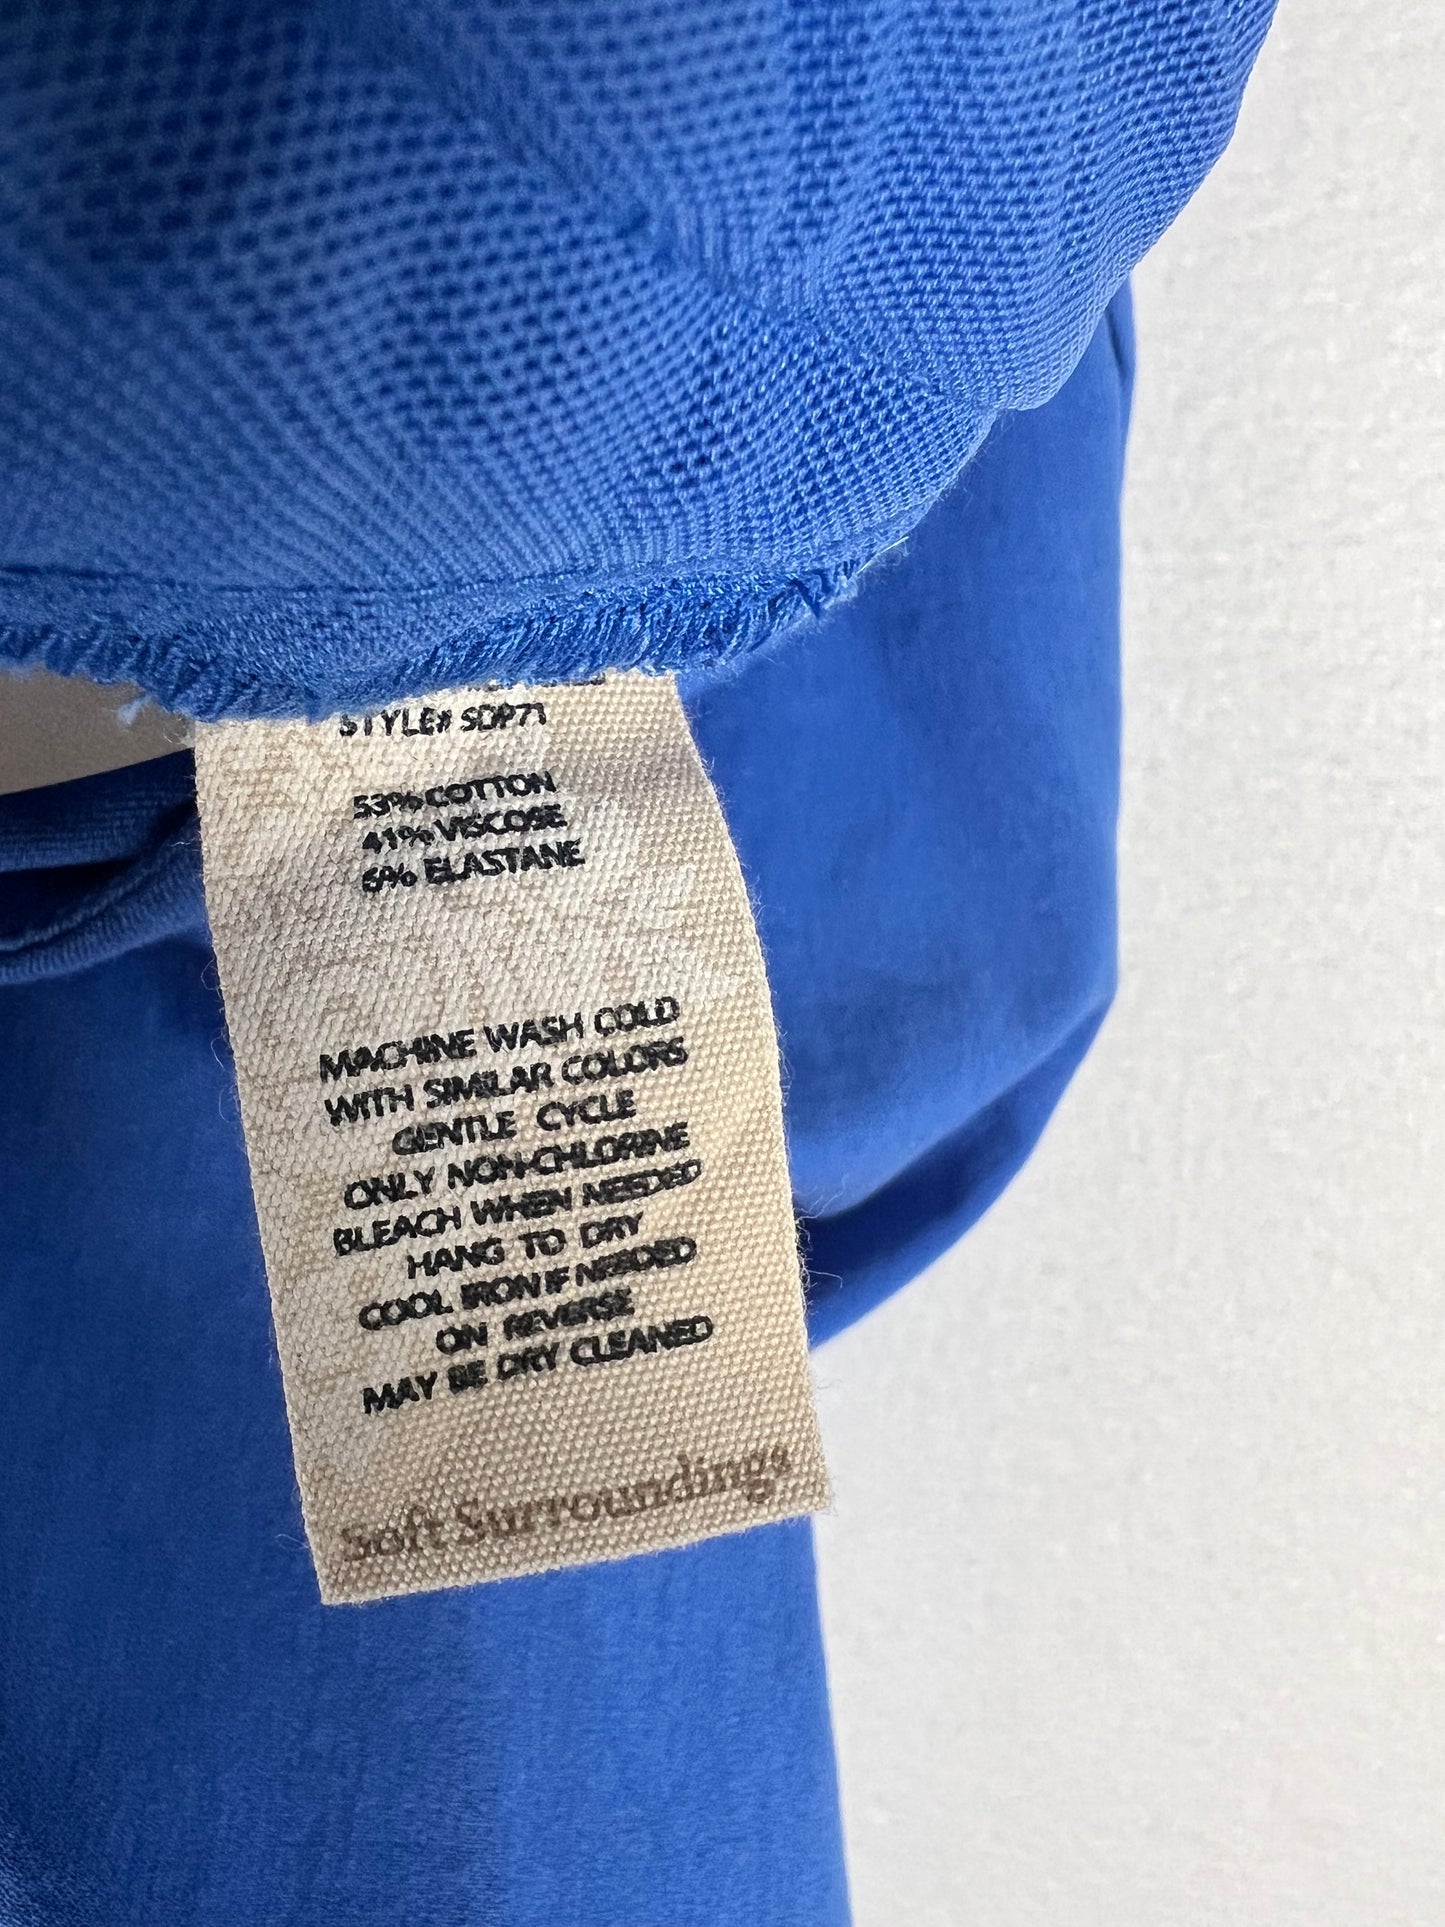 STYLE# SDP71
53% COTTON
41% VISCOSE
6% ELASTANE
MACHINE WASH COLD
WITH SIMILAR COLORS
GENTLE CYCLE
ONLY NON-CHLORINE
BLEACH WHEN NEEDED
HANG TO DRY
COOL IRON IF NEEDED
ON REVERSE
MAY BE DRY CLEANED
Soft Surroundings